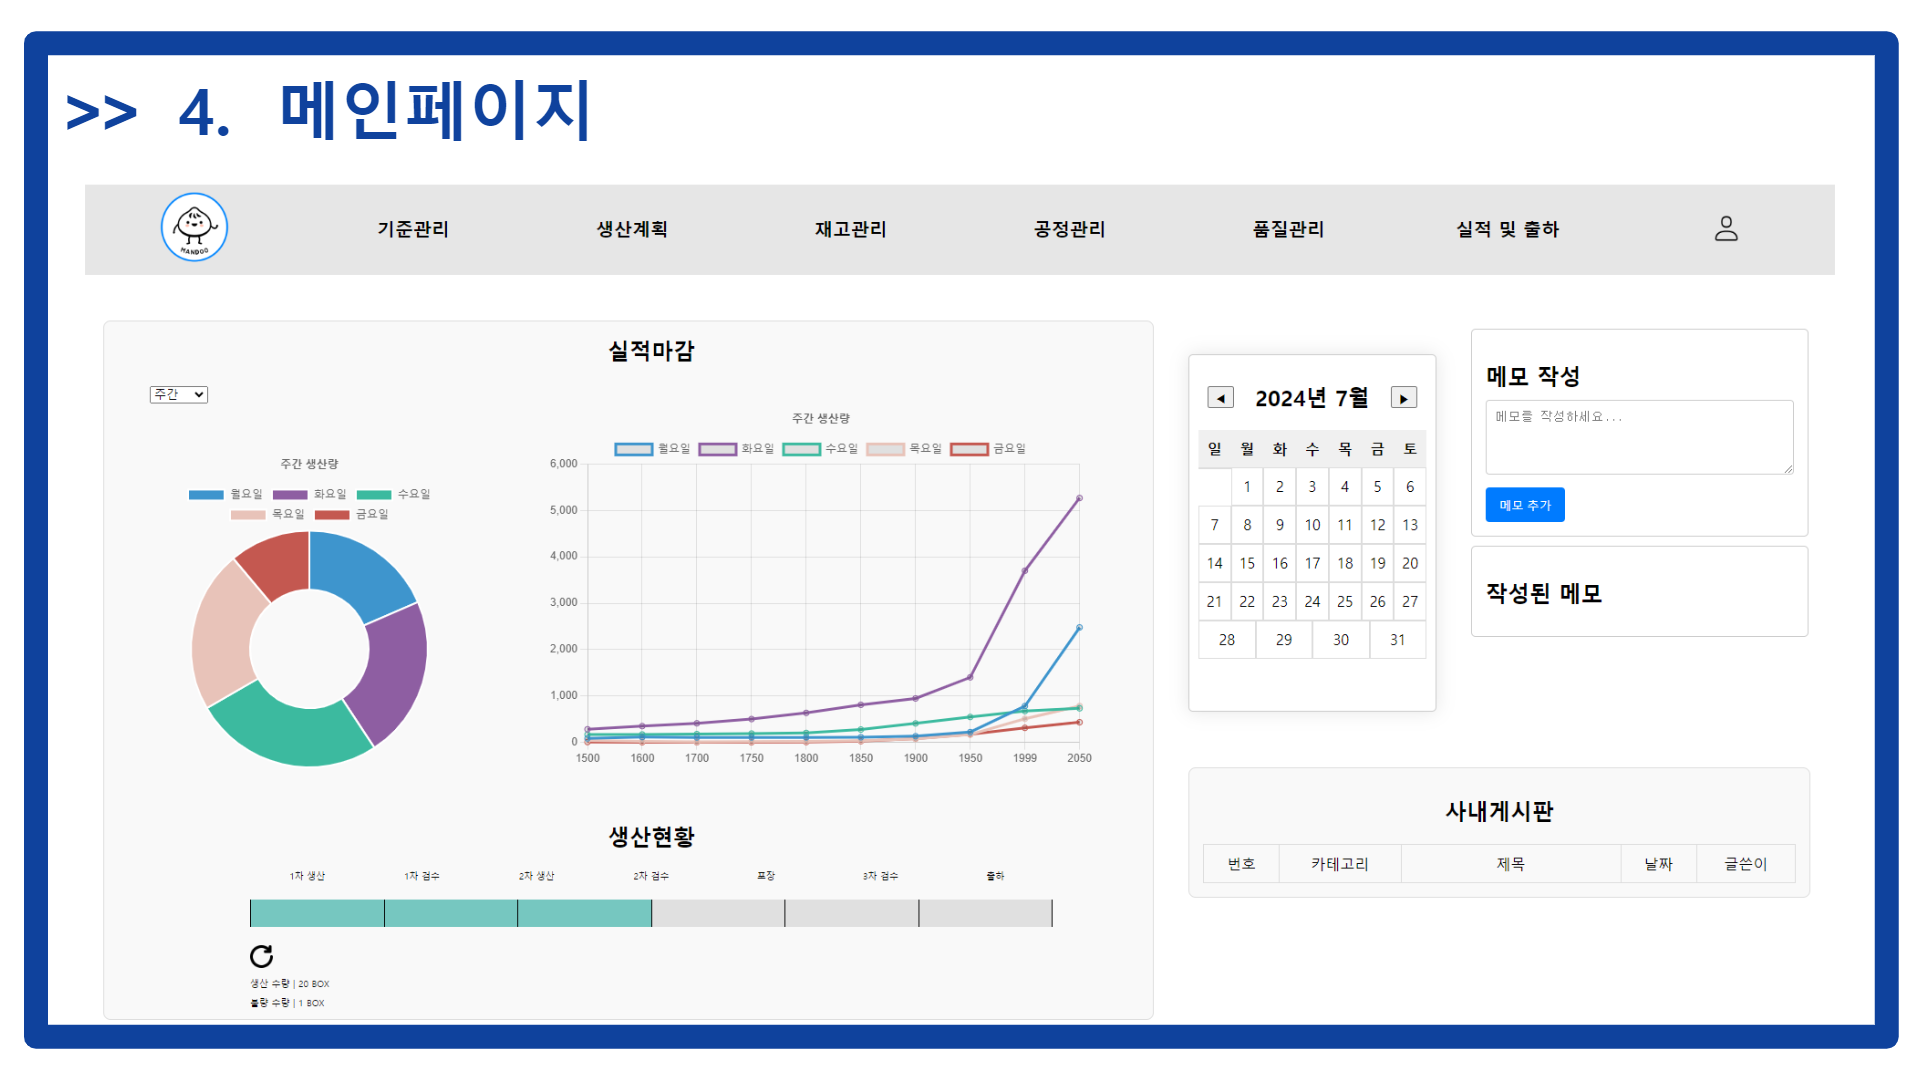 >> 4. 메인페이지
MANDOO
기준관리 생산계획 재고관리 공정관리 품질관리 실적 및 출하
실적마감
주간
주간 생산량
월요일 화요일 수요일
목요일 금요일
주간 생산량
월요일 화요일 수요일 목요일 금요일
6,000
5,000
4,000
3,000
2,000
1,000
0
1500 1600 1700 1750 1800 1850 1900 1950 1999 2050
생산현황
1차 생산 1차 검수 2차 생산 2차 검수 포장 3차 검수 출하
생산 수량 | 20 BOX
불량 수량 | 1 BOX
◀ 2024년 7월 ▶
일 월 화 수 목 금 토
1 2 3 4 5 6
7 8 9 10 11 12 13
14 15 16 17 18 19 20
21 22 23 24 25 26 27
28 29 30 31
메모 작성
메모를 작성하세요...
메모 추가
작성된 메모
사내게시판
번호 카테고리 제목 날짜 글쓴이